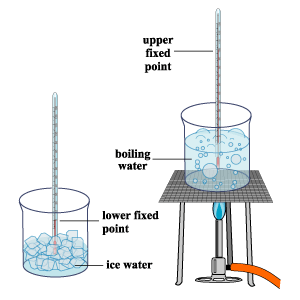 upper
fixed
point
boiling
water
lower fixed
point
ice water